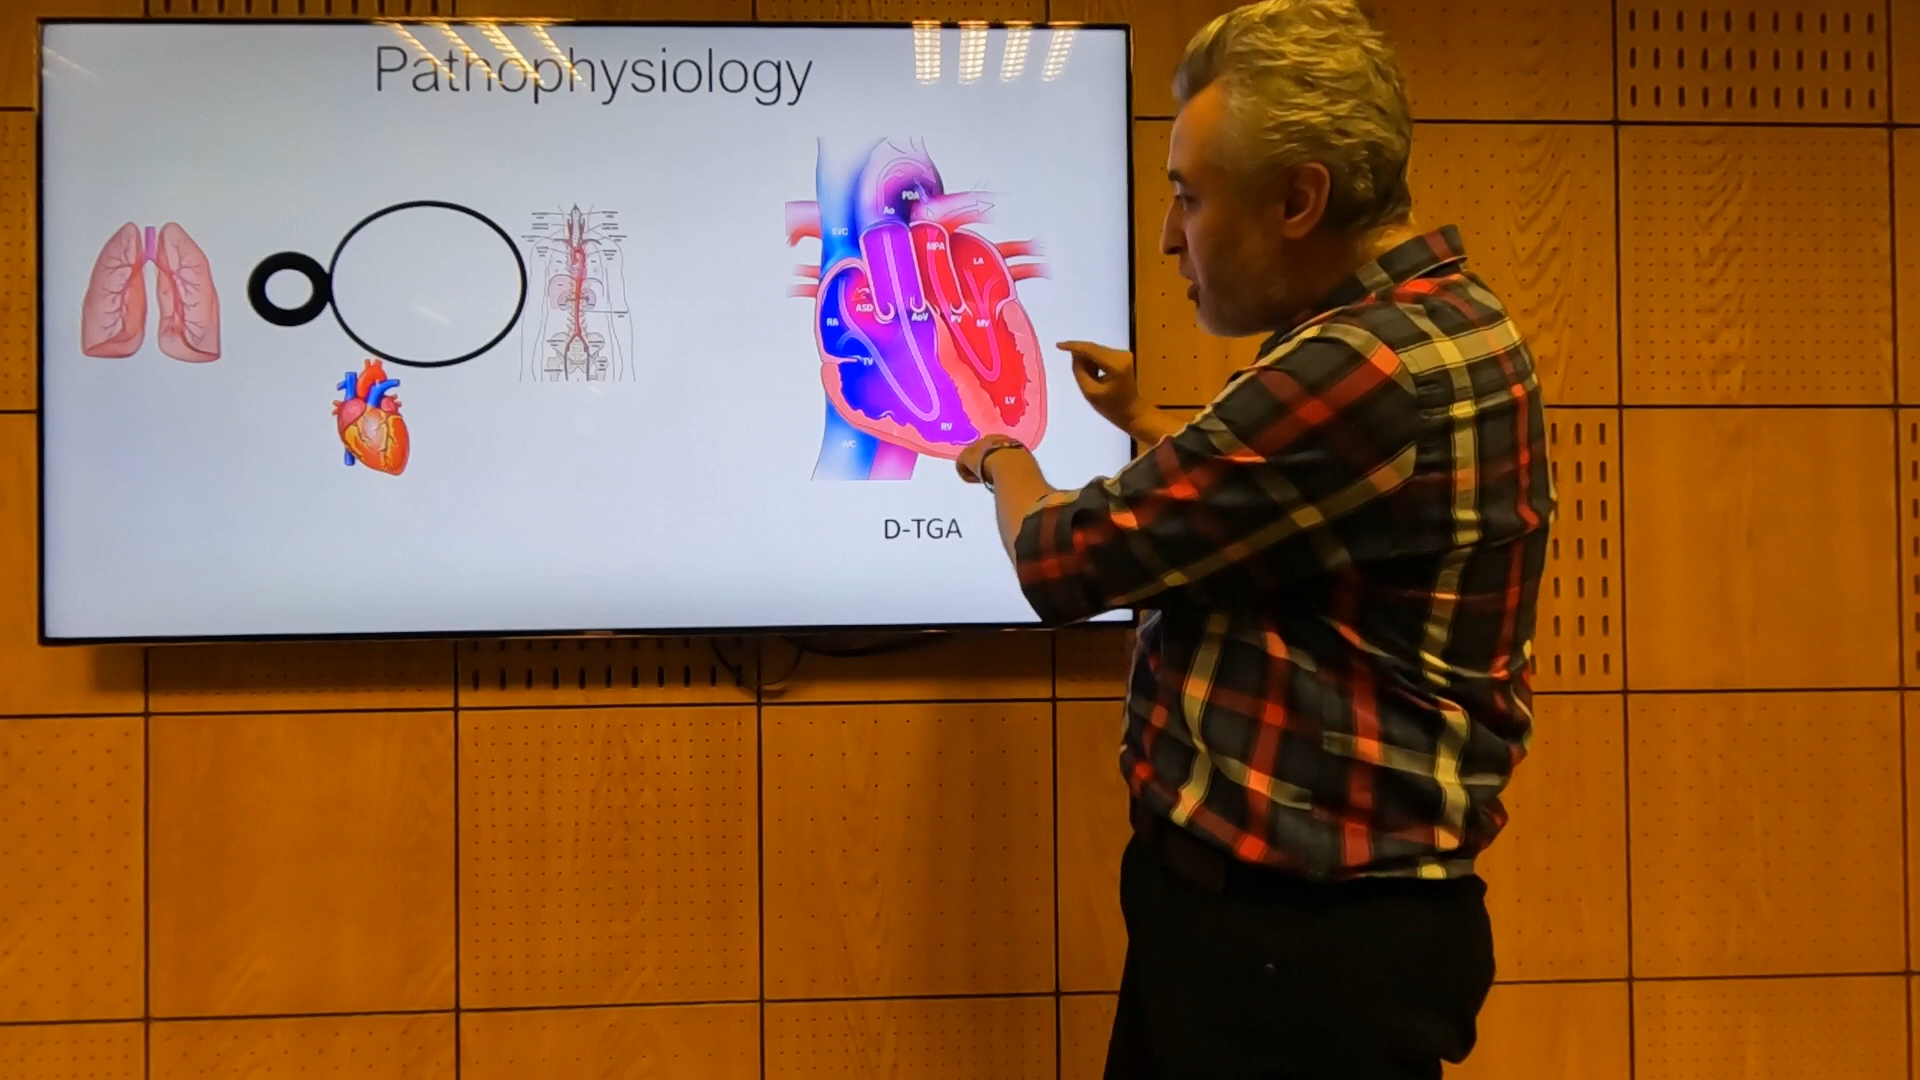 Pathophysiology
PDA
Ao
SVC
MPA
LA
ASD
AoV
PV
MV
RA
TV
LV
RV
IVC
D-TGA